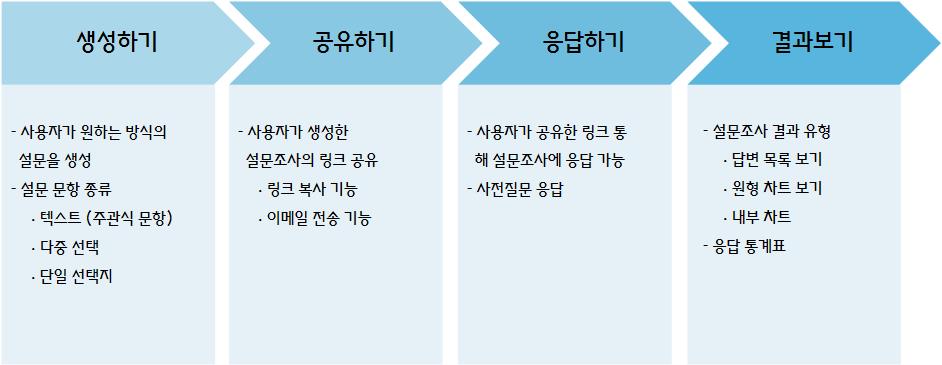 생성하기
- 사용자가 원하는 방식의
설문을 생성
- 설문 문항 종류
· 텍스트 (주관식 문항)
· 다중 선택
· 단일 선택지
공유하기
- 사용자가 생성한
설문조사의 링크 공유
· 링크 복사 기능
· 이메일 전송 기능
응답하기
- 사용자가 공유한 링크 통
해 설문조사에 응답 가능
- 사전질문 응답
결과보기
- 설문조사 결과 유형
· 답변 목록 보기
· 원형 차트 보기
· 내부 차트
- 응답 통계표